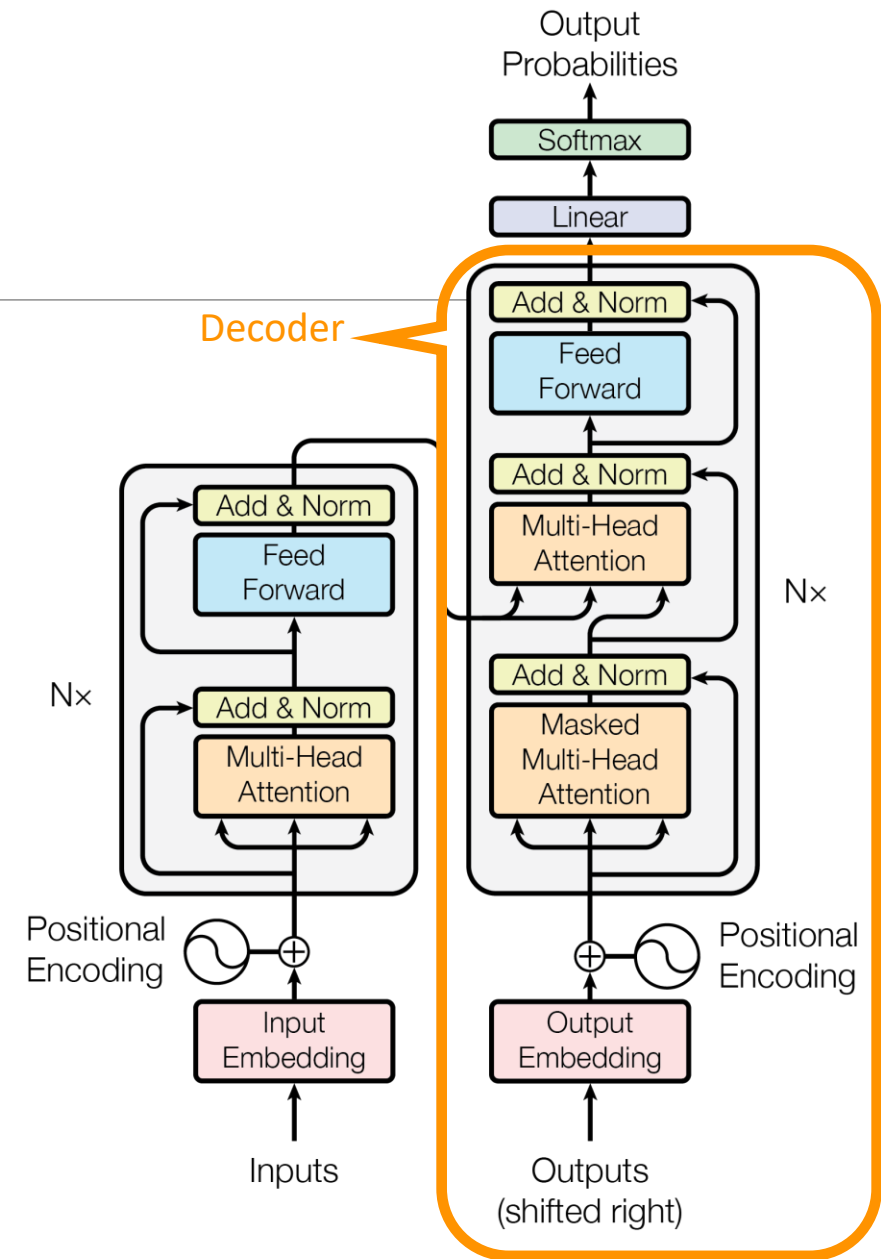 Output
Probabilities
Softmax
Linear
Decoder
Add & Norm
Feed
Forward
Add & Norm
Multi-Head
Attention
Add & Norm
Masked
Multi-Head
Attention
N×
Positional
Encoding
Output
Embedding
Outputs
(shifted right)
Add & Norm
Feed
Forward
Add & Norm
Multi-Head
Attention
N×
Positional
Encoding
Input
Embedding
Inputs